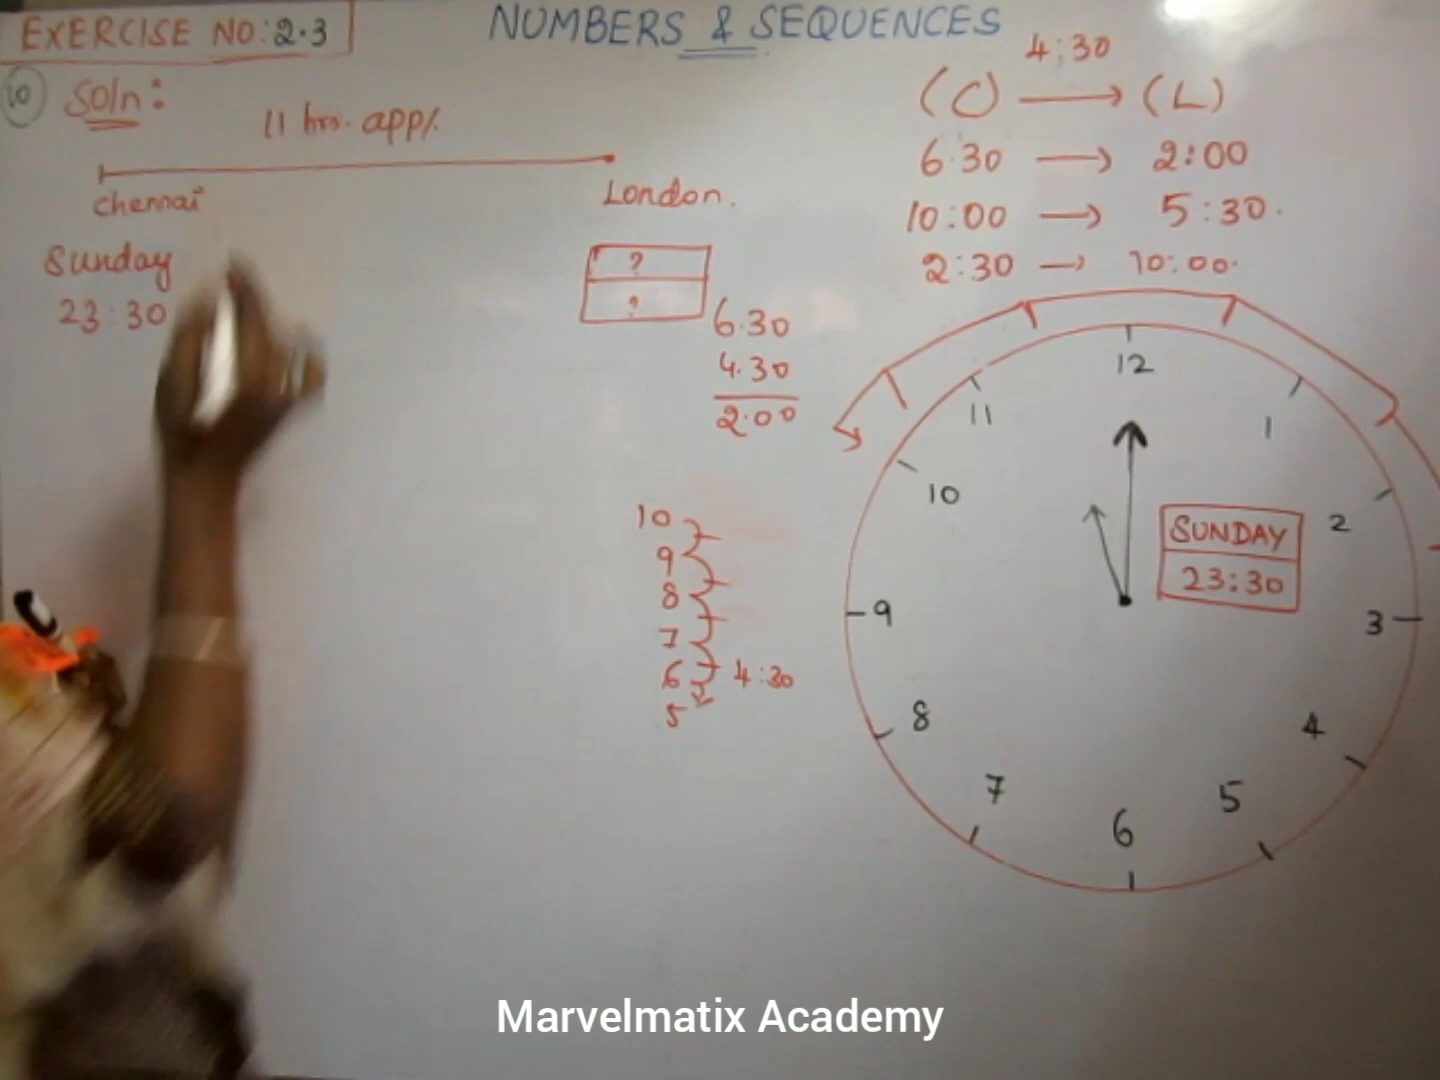 EXERCISE NO: 2.3
NUMBERS & SEQUENCES
10 Soln:
11 hrs. app/.
Chennai
London.
Sunday
23:30
?
?
4:30
(C) → (L)
6.30 → 2:00
10:00 → 5:30.
2:30 → 10:00.
6.30
4.30
2.00
10
9
8
7
6
5
4:30
12
1
2
3
4
5
6
7
8
9
10
11
SUNDAY
23:30
Marvelmatix Academy